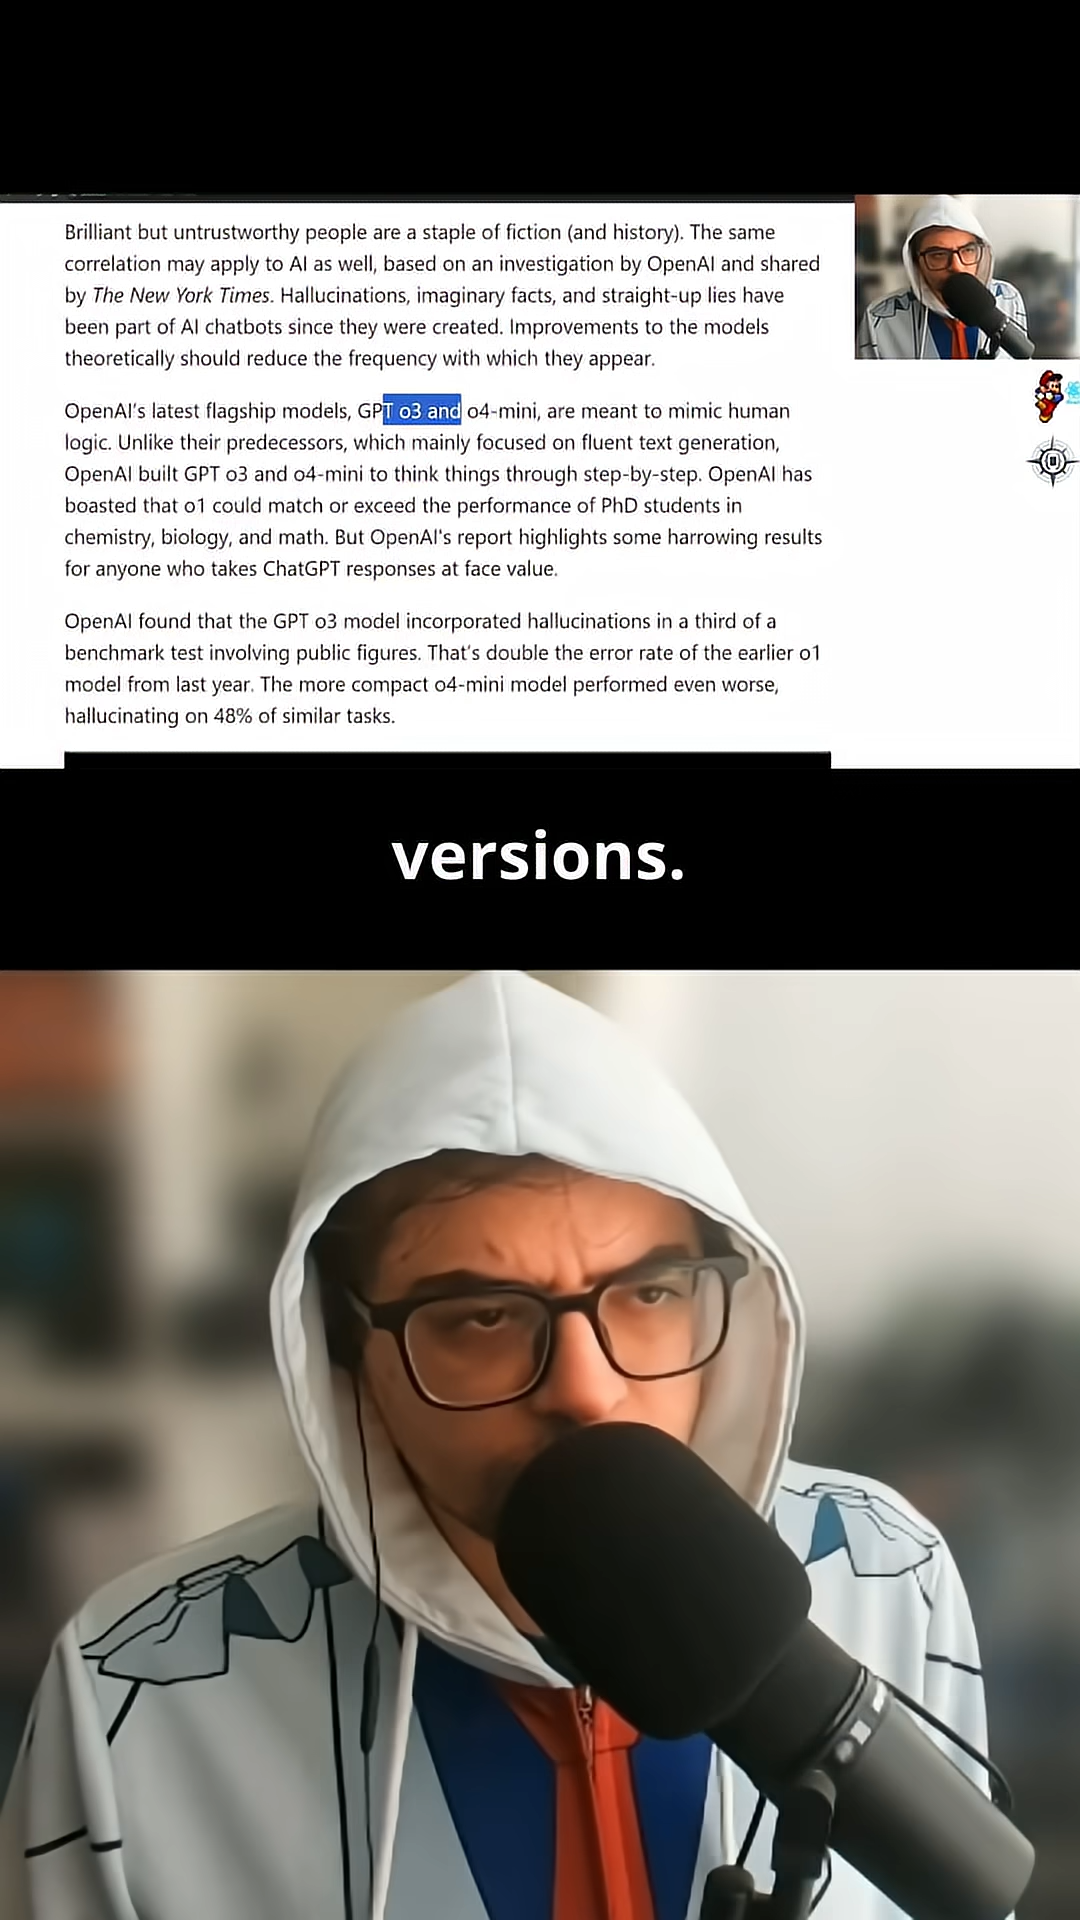 Brilliant but untrustworthy people are a staple of fiction (and history). The same
correlation may apply to AI as well, based on an investigation by OpenAI and shared
by The New York Times. Hallucinations, imaginary facts, and straight-up lies have
been part of AI chatbots since they were created. Improvements to the models
theoretically should reduce the frequency with which they appear.
OpenAI's latest flagship models, GPT o3 and o4-mini, are meant to mimic human
logic. Unlike their predecessors, which mainly focused on fluent text generation,
OpenAI built GPT o3 and o4-mini to think things through step-by-step. OpenAI has
boasted that o1 could match or exceed the performance of PhD students in
chemistry, biology, and math. But OpenAI's report highlights some harrowing results
for anyone who takes ChatGPT responses at face value.
OpenAI found that the GPT o3 model incorporated hallucinations in a third of a
benchmark test involving public figures. That's double the error rate of the earlier o1
model from last year. The more compact o4-mini model performed even worse,
hallucinating on 48% of similar tasks.
versions.